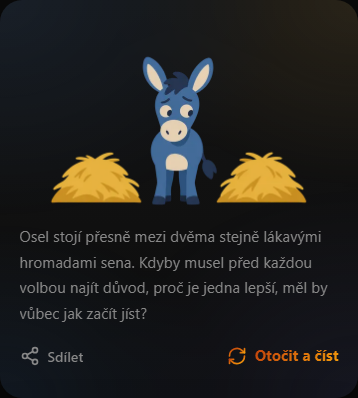 Osel stojí přesně mezi dvěma stejně lákavými
hromadami sena. Kdyby musel před každou
volbou najít důvod, proč je jedna lepší, měl by
vůbec jak začít jíst?
Sdílet
Otočit a číst